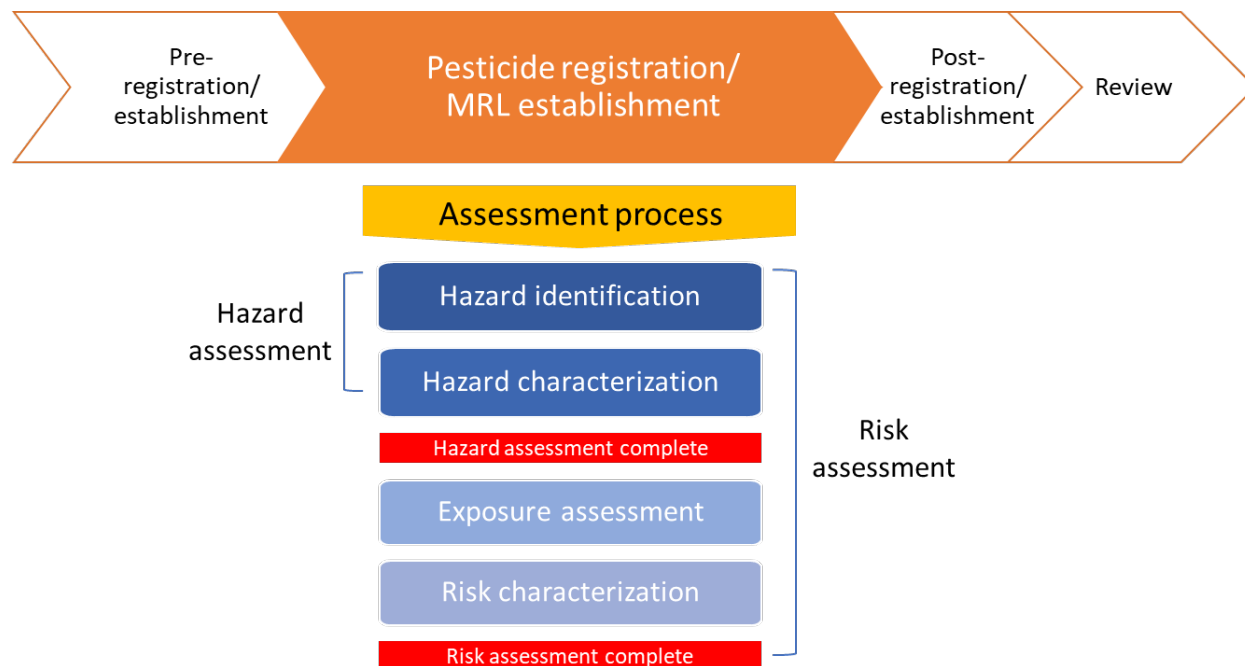 Pre-
registration/
establishment
Pesticide registration/
MRL establishment
Post-
registration/
establishment
Review
Assessment process
Hazard
assessment
Hazard identification
Hazard characterization
Hazard assessment complete
Exposure assessment
Risk characterization
Risk assessment complete
Risk
assessment